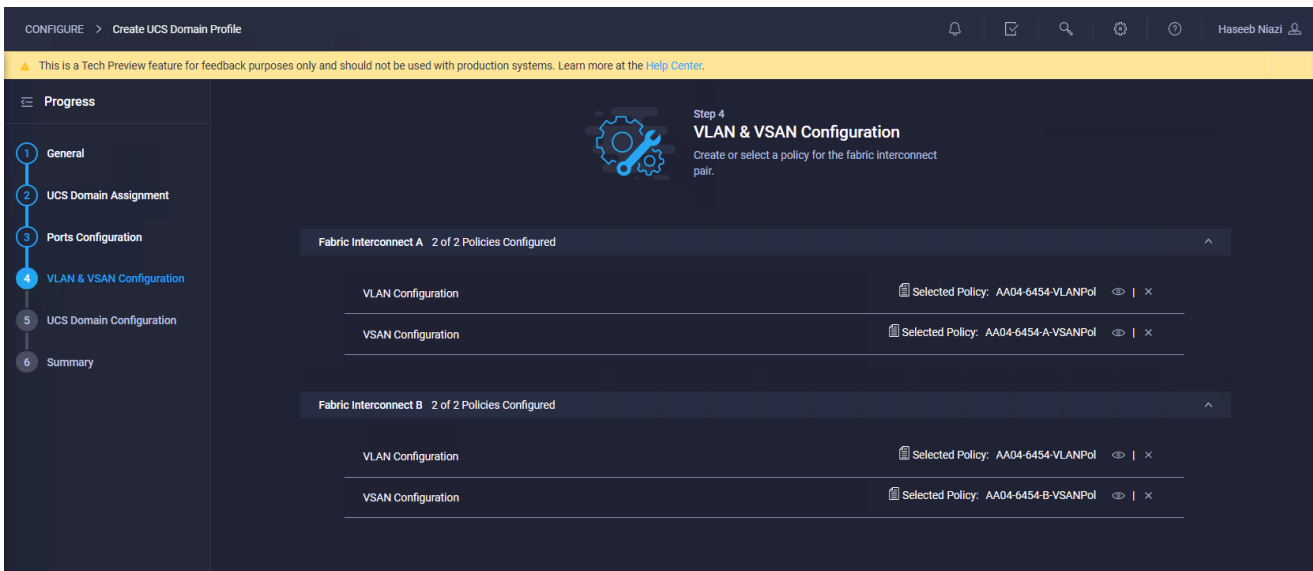 CONFIGURE > Create UCS Domain Profile
Haseeb Niazi
This is a Tech Preview feature for feedback purposes only and should not be used with production systems. Learn more at the Help Center.
Progress
1 General
2 UCS Domain Assignment
3 Ports Configuration
4 VLAN & VSAN Configuration
5 UCS Domain Configuration
6 Summary
Step 4
VLAN & VSAN Configuration
Create or select a policy for the fabric interconnect
pair.
Fabric Interconnect A 2 of 2 Policies Configured
VLAN Configuration Selected Policy: AA04-6454-VLANPol
VSAN Configuration Selected Policy: AA04-6454-A-VSANPol
Fabric Interconnect B 2 of 2 Policies Configured
VLAN Configuration Selected Policy: AA04-6454-VLANPol
VSAN Configuration Selected Policy: AA04-6454-B-VSANPol